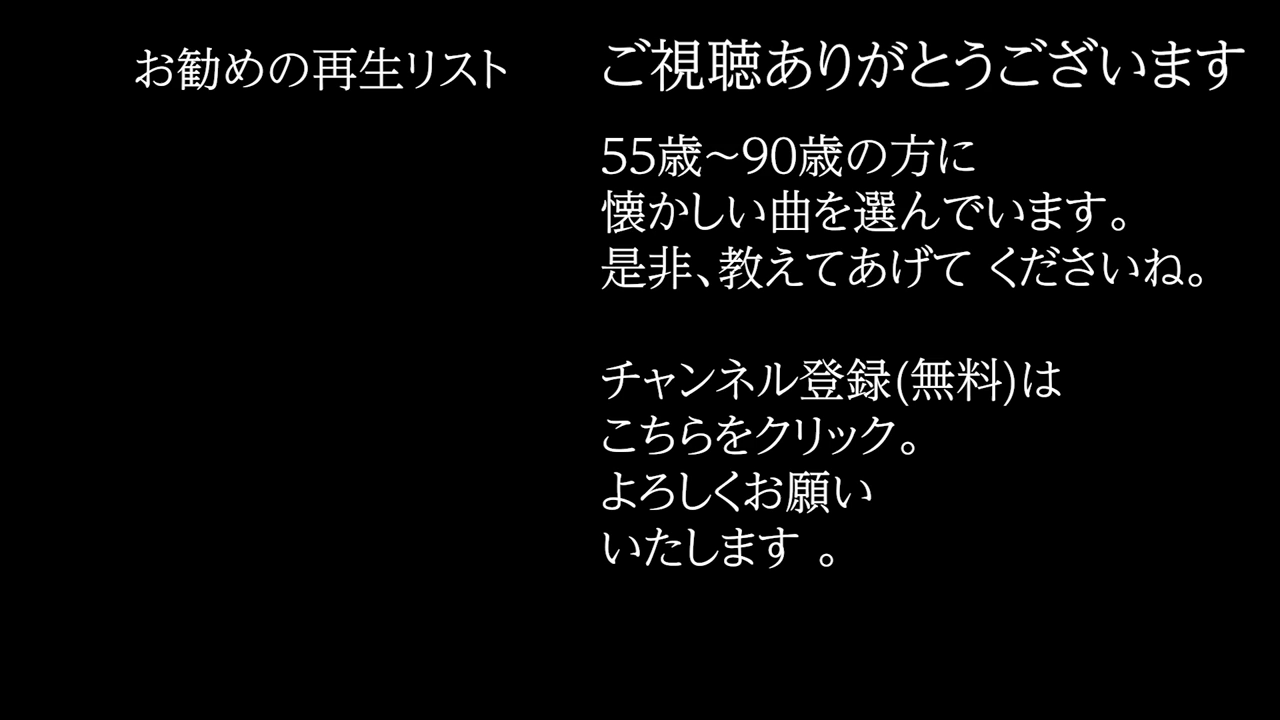 お勧めの再生リスト
ご視聴ありがとうございます
55歳~90歳の方に
懐かしい曲を選んでいます。
是非、教えてあげて くださいね。
チャンネル登録(無料)は
こちらをクリック。
よろしくお願い
いたします 。